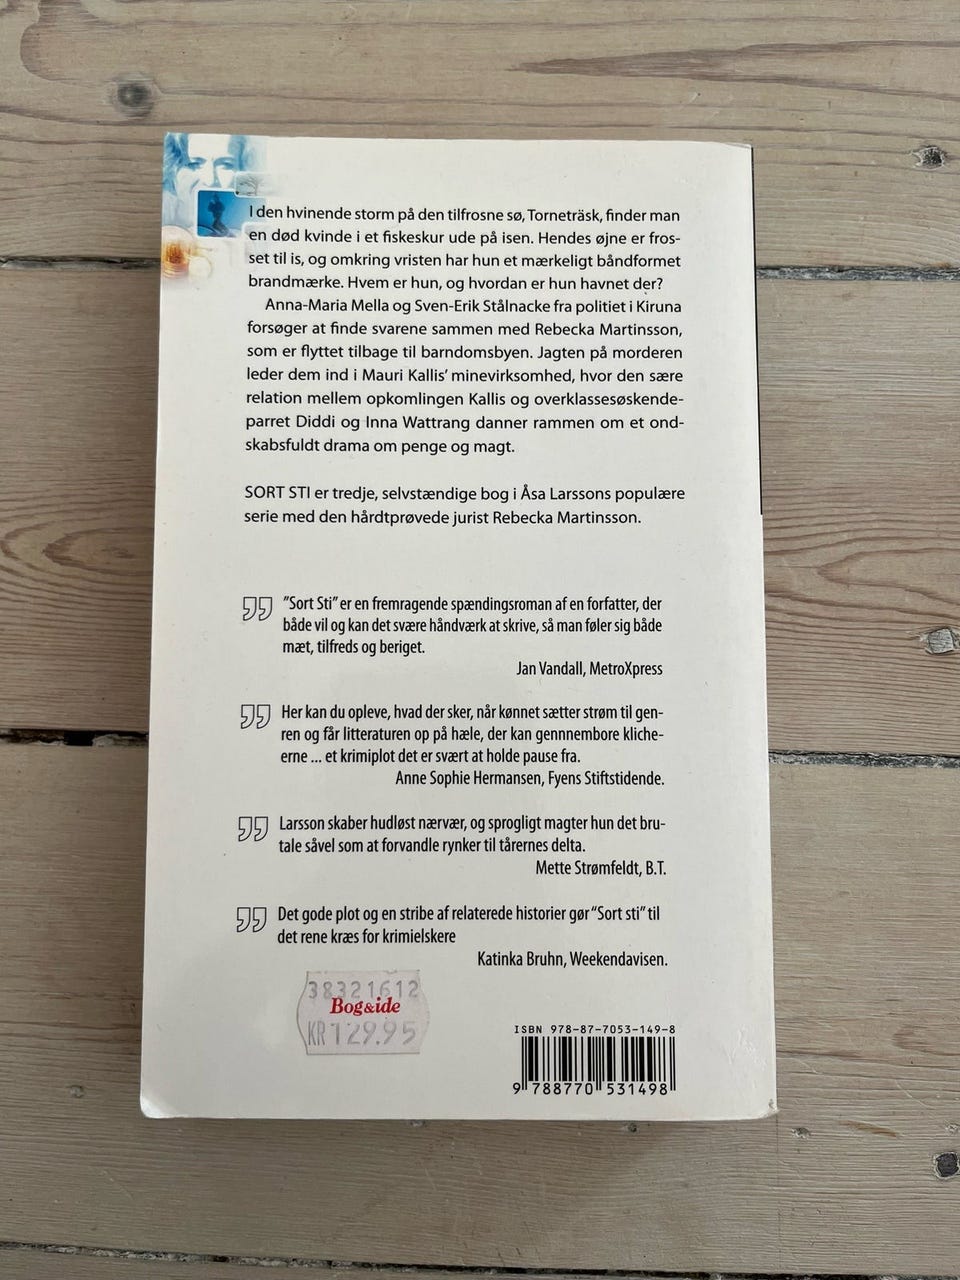 I den hvinende storm på den tilfrosne sø, Torneträsk, finder man
en død kvinde i et fiskeskur ude på isen. Hendes øjne er fros-
set til is, og omkring vristen har hun et mærkeligt båndformet
brandmærke. Hvem er hun, og hvordan er hun havnet der?
Anna-Maria Mella og Sven-Erik Stålnacke fra politiet i Kiruna
forsøger at finde svarene sammen med Rebecka Martinsson,
som er flyttet tilbage til barndomsbyen. Jagten på morderen
leder dem ind i Mauri Kallis' minevirksomhed, hvor den sære
relation mellem opkomlingen Kallis og overklassesøskende-
parret Diddi og Inna Wattrang danner rammen om et ond-
skabsfuldt drama om penge og magt.
SORT STI er tredje, selvstændige bog i Åsa Larssons populære
serie med den hårdtprøvede jurist Rebecka Martinsson.
"Sort Sti" er en fremragende spændingsroman af en forfatter, der
både vil og kan det svære håndværk at skrive, så man føler sig både
mæt, tilfreds og beriget.
Jan Vandall, MetroXpress
Her kan du opleve, hvad der sker, når kønnet sætter strøm til gen-
ren og får litteraturen op på hæle, der kan gennnembore kliche-
erne ... et krimiplot det er svært at holde pause fra.
Anne Sophie Hermansen, Fyens Stiftstidende.
Larsson skaber hudløst nærvær, og sprogligt magter hun det bru-
tale såvel som at forvandle rynker til tårernes delta.
Mette Strømfeldt, B.T.
Det gode plot og en stribe af relaterede historier gør "Sort sti" til
det rene kræs for krimielskere
Katinka Bruhn, Weekendavisen.
38321612
Bog&ide
KR 129.95
ISBN 978-87-7053-149-8
9 788770 531498